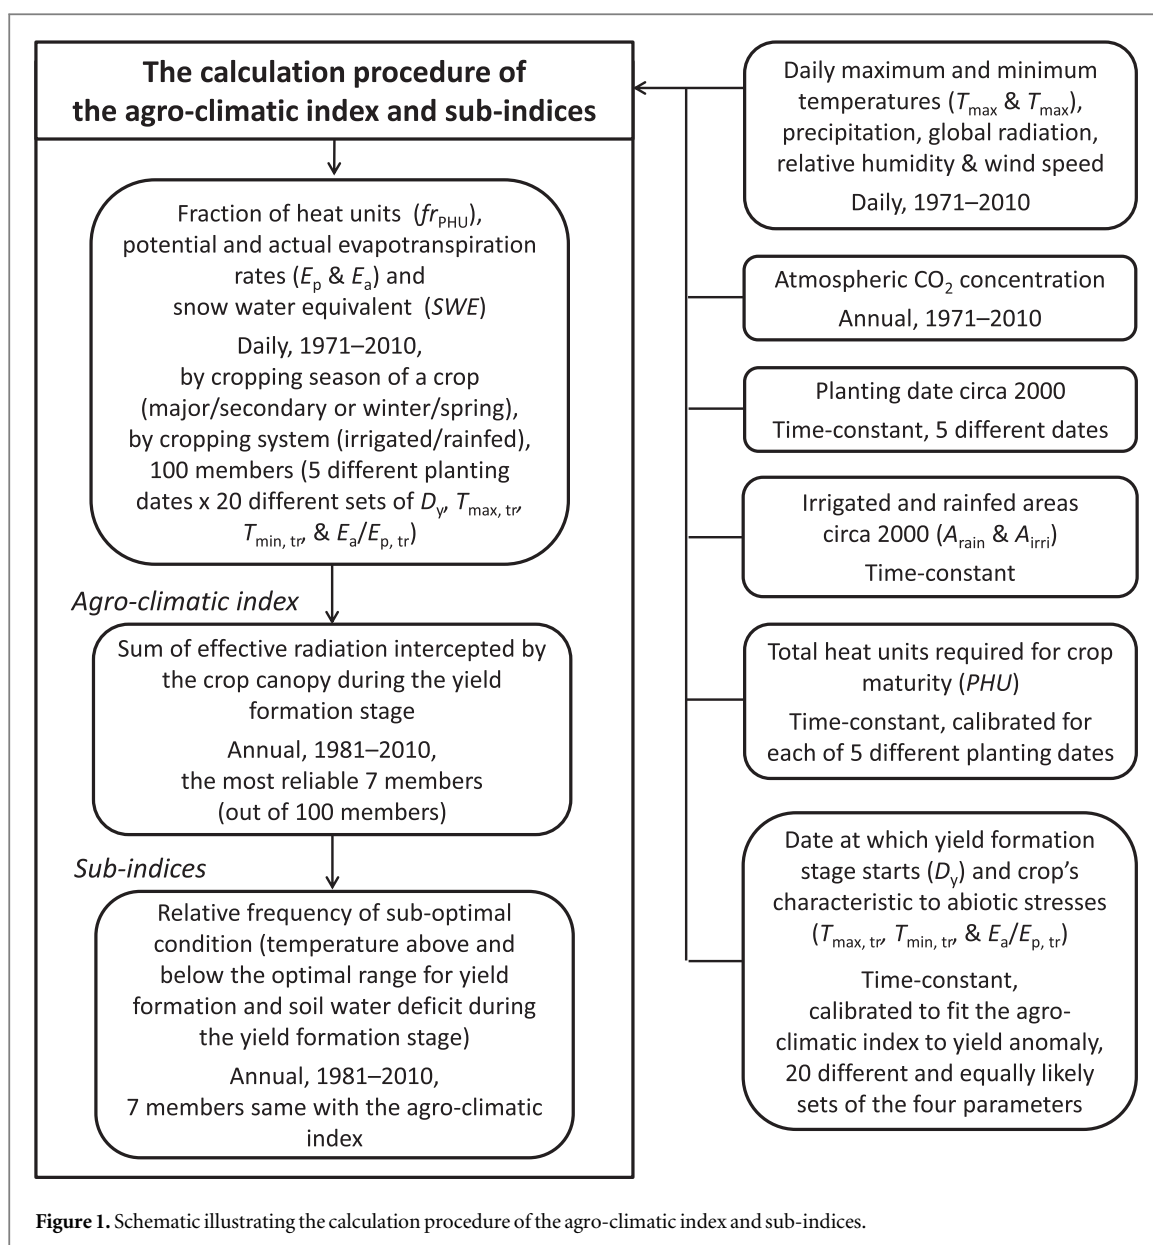 The calculation procedure of
the agro-climatic index and sub-indices
Fraction of heat units (frPHU),
potential and actual evapotranspiration
rates (Ep & Ea) and
snow water equivalent (SWE)
Daily, 1971–2010,
by cropping season of a crop
(major/secondary or winter/spring),
by cropping system (irrigated/rainfed),
100 members (5 different planting
dates x 20 different sets of Dy, Tmax, tr,
Tmin, tr, & Ea/Ep, tr)
Agro-climatic index
Sum of effective radiation intercepted by
the crop canopy during the yield
formation stage
Annual, 1981–2010,
the most reliable 7 members
(out of 100 members)
Sub-indices
Relative frequency of sub-optimal
condition (temperature above and
below the optimal range for yield
formation and soil water deficit during
the yield formation stage)
Annual, 1981–2010,
7 members same with the agro-climatic
index
Daily maximum and minimum
temperatures (Tmax & Tmax),
precipitation, global radiation,
relative humidity & wind speed
Daily, 1971–2010
Atmospheric CO2 concentration
Annual, 1971–2010
Planting date circa 2000
Time-constant, 5 different dates
Irrigated and rainfed areas
circa 2000 (Arain & Airri)
Time-constant
Total heat units required for crop
maturity (PHU)
Time-constant, calibrated for
each of 5 different planting dates
Date at which yield formation
stage starts (Dy) and crop’s
characteristic to abiotic stresses
(Tmax, tr, Tmin, tr, & Ea/Ep, tr)
Time-constant,
calibrated to fit the agro-
climatic index to yield anomaly,
20 different and equally likely
sets of the four parameters
Figure 1. Schematic illustrating the calculation procedure of the agro-climatic index and sub-indices.